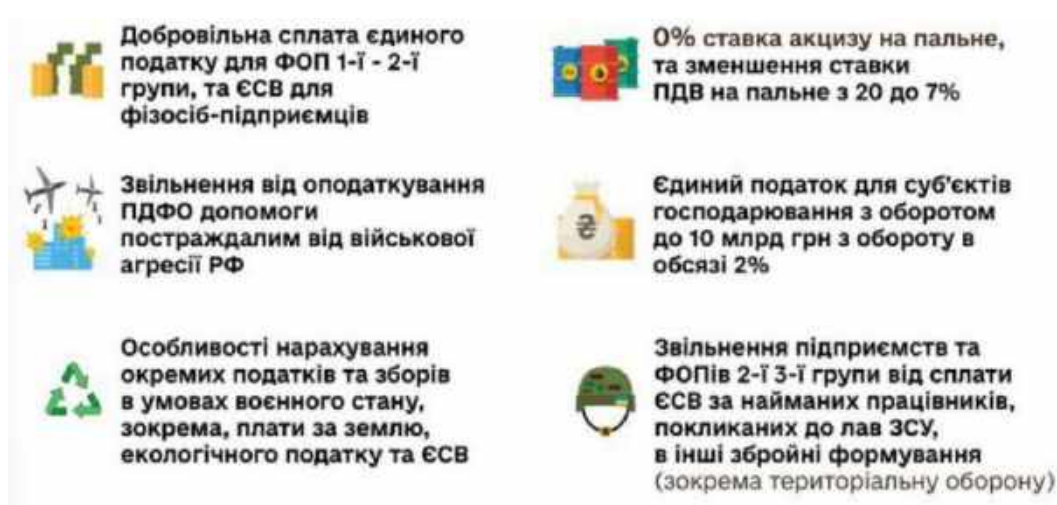 Добровільна сплата єдиного
податку для ФОП 1-ї - 2-ї
групи, та ЄСВ для
фізосіб-підприємців
0% ставка акцизу на пальне,
та зменшення ставки
ПДВ на пальне з 20 до 7%
Звільнення від оподаткування
ПДФО допомоги
постраждалим від військової
агресії РФ
Єдиний податок для суб'єктів
господарювання з оборотом
до 10 млрд грн з обороту в
обсязі 2%
₴
Особливості нарахування
окремих податків та зборів
в умовах воєнного стану,
зокрема, плати за землю,
екологічного податку та ЄСВ
Звільнення підприємств та
ФОПів 2-ї 3-ї групи від сплати
ЄСВ за найманих працівників,
покликаних до лав ЗСУ,
в інші збройні формування
(зокрема територіальну оборону)